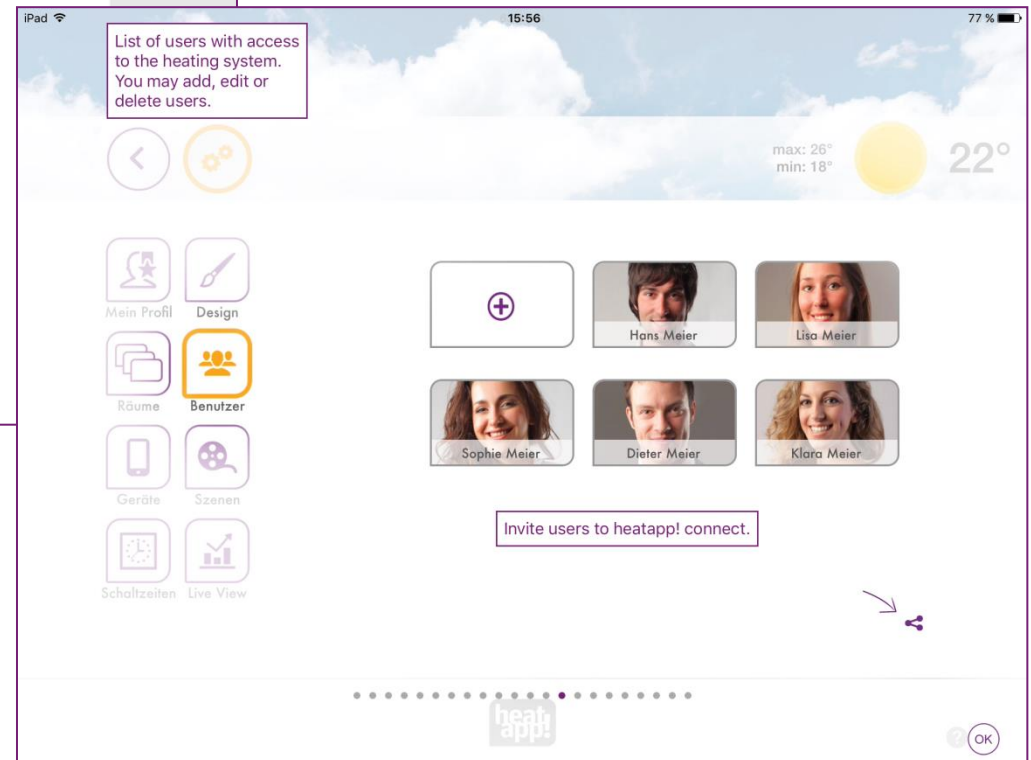 iPad 15:56 77 %
List of users with access
to the heating system.
You may add, edit or
delete users.
max: 26°
min: 18°
22°
Mein Profil Design
Räume Benutzer
Geräte Szenen
Schaltzeiten Live View
Hans Meier Lisa Meier
Sophie Meier Dieter Meier Klara Meier
Invite users to heatapp! connect.
heat
app!
? OK